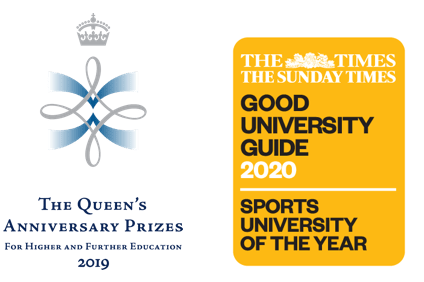 THE QUEEN'S
ANNIVERSARY PRIZES
FOR HIGHER AND FURTHER EDUCATION
2019
THE TIMES
THE SUNDAY TIMES
GOOD
UNIVERSITY
GUIDE
2020
SPORTS
UNIVERSITY
OF THE YEAR